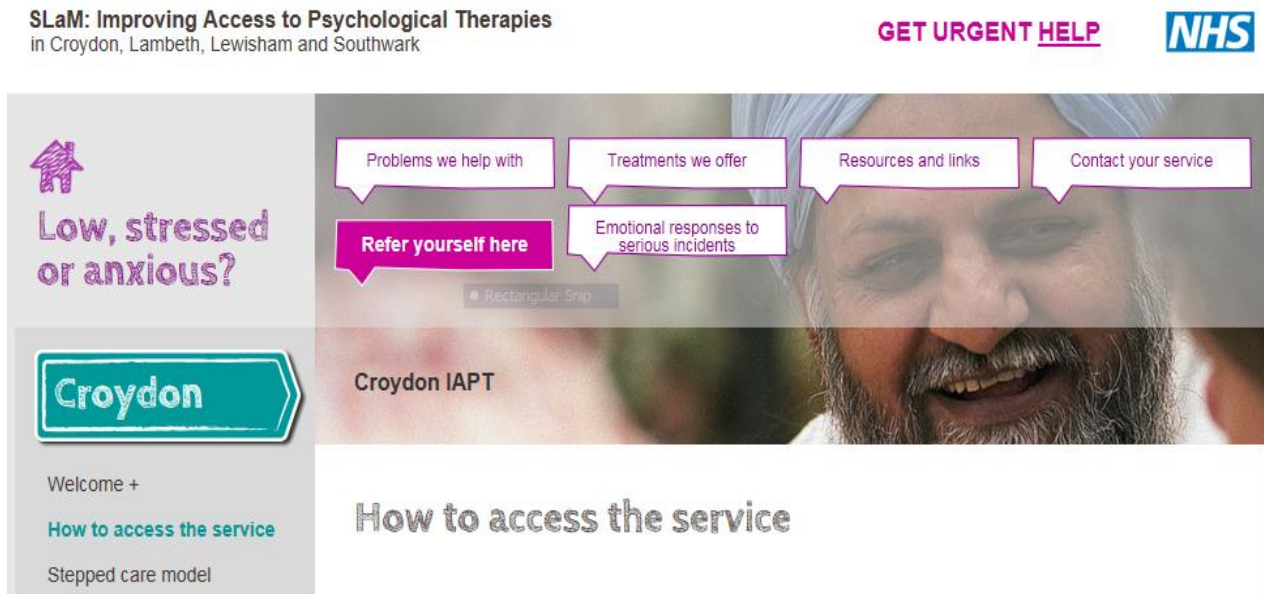 SLaM: Improving Access to Psychological Therapies
in Croydon, Lambeth, Lewisham and Southwark
GET URGENT HELP
NHS
Low, stressed
or anxious?
Problems we help with
Treatments we offer
Resources and links
Contact your service
Refer yourself here
Emotional responses to
serious incidents
Rectangular Snip
Croydon
Croydon IAPT
Welcome +
How to access the service
Stepped care model
How to access the service